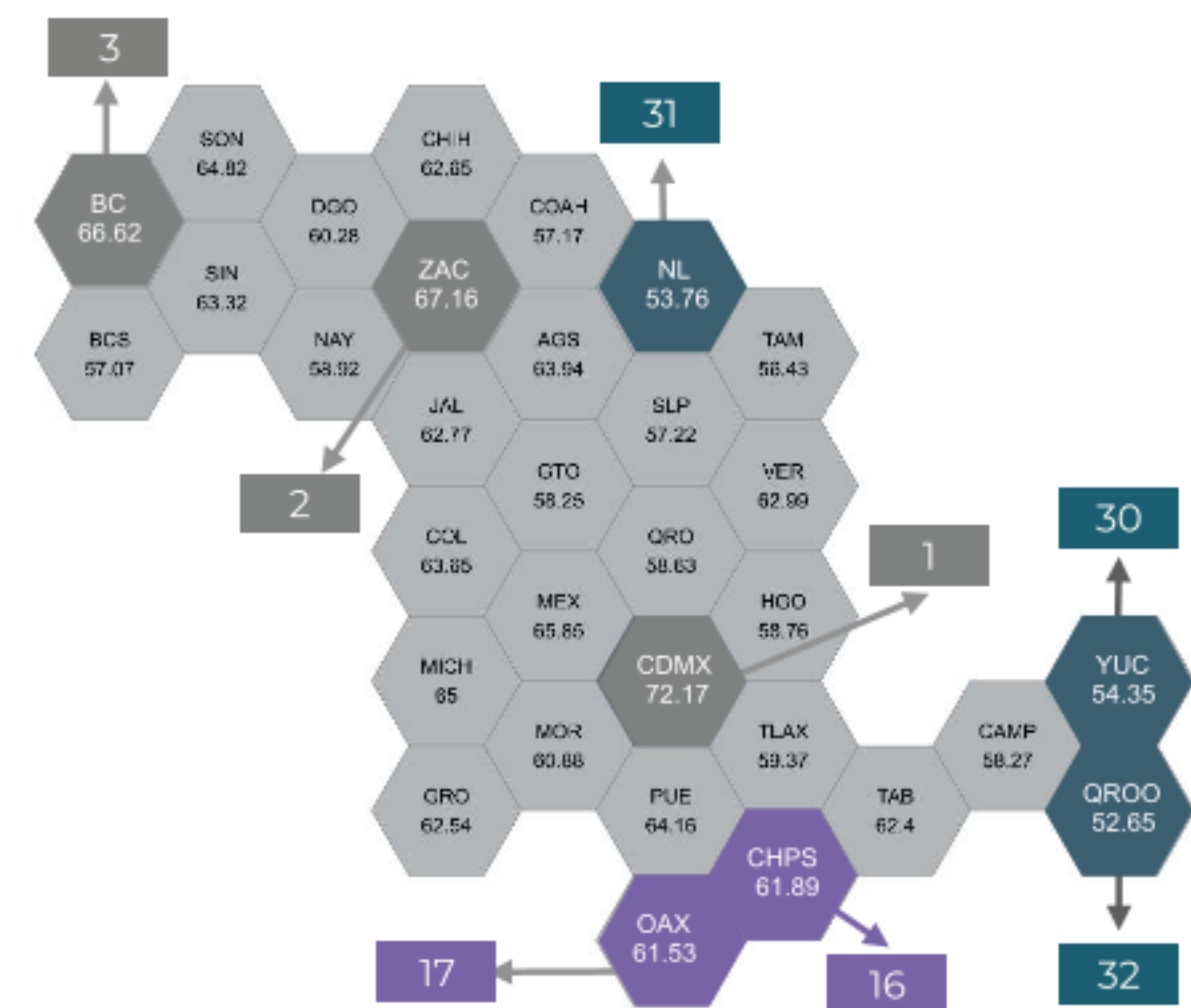 3
31
SON
64.82
CHIH
62.65
BC
66.62
DGO
60.28
COAH
57.17
SIN
63.32
ZAC
67.16
NL
53.76
BCS
57.07
NAY
58.92
AGS
63.94
TAM
56.43
JAL
62.77
SLP
57.22
2
GTO
58.25
VER
62.99
30
COL
63.65
QRO
58.63
1
MEX
65.85
HGO
58.76
MICH
65
CDMX
72.17
YUC
54.35
MOR
60.88
TLAX
59.37
CAMP
58.27
GRO
62.54
PUE
64.16
TAB
62.4
QROO
52.65
CHPS
61.89
OAX
61.53
17
16
32